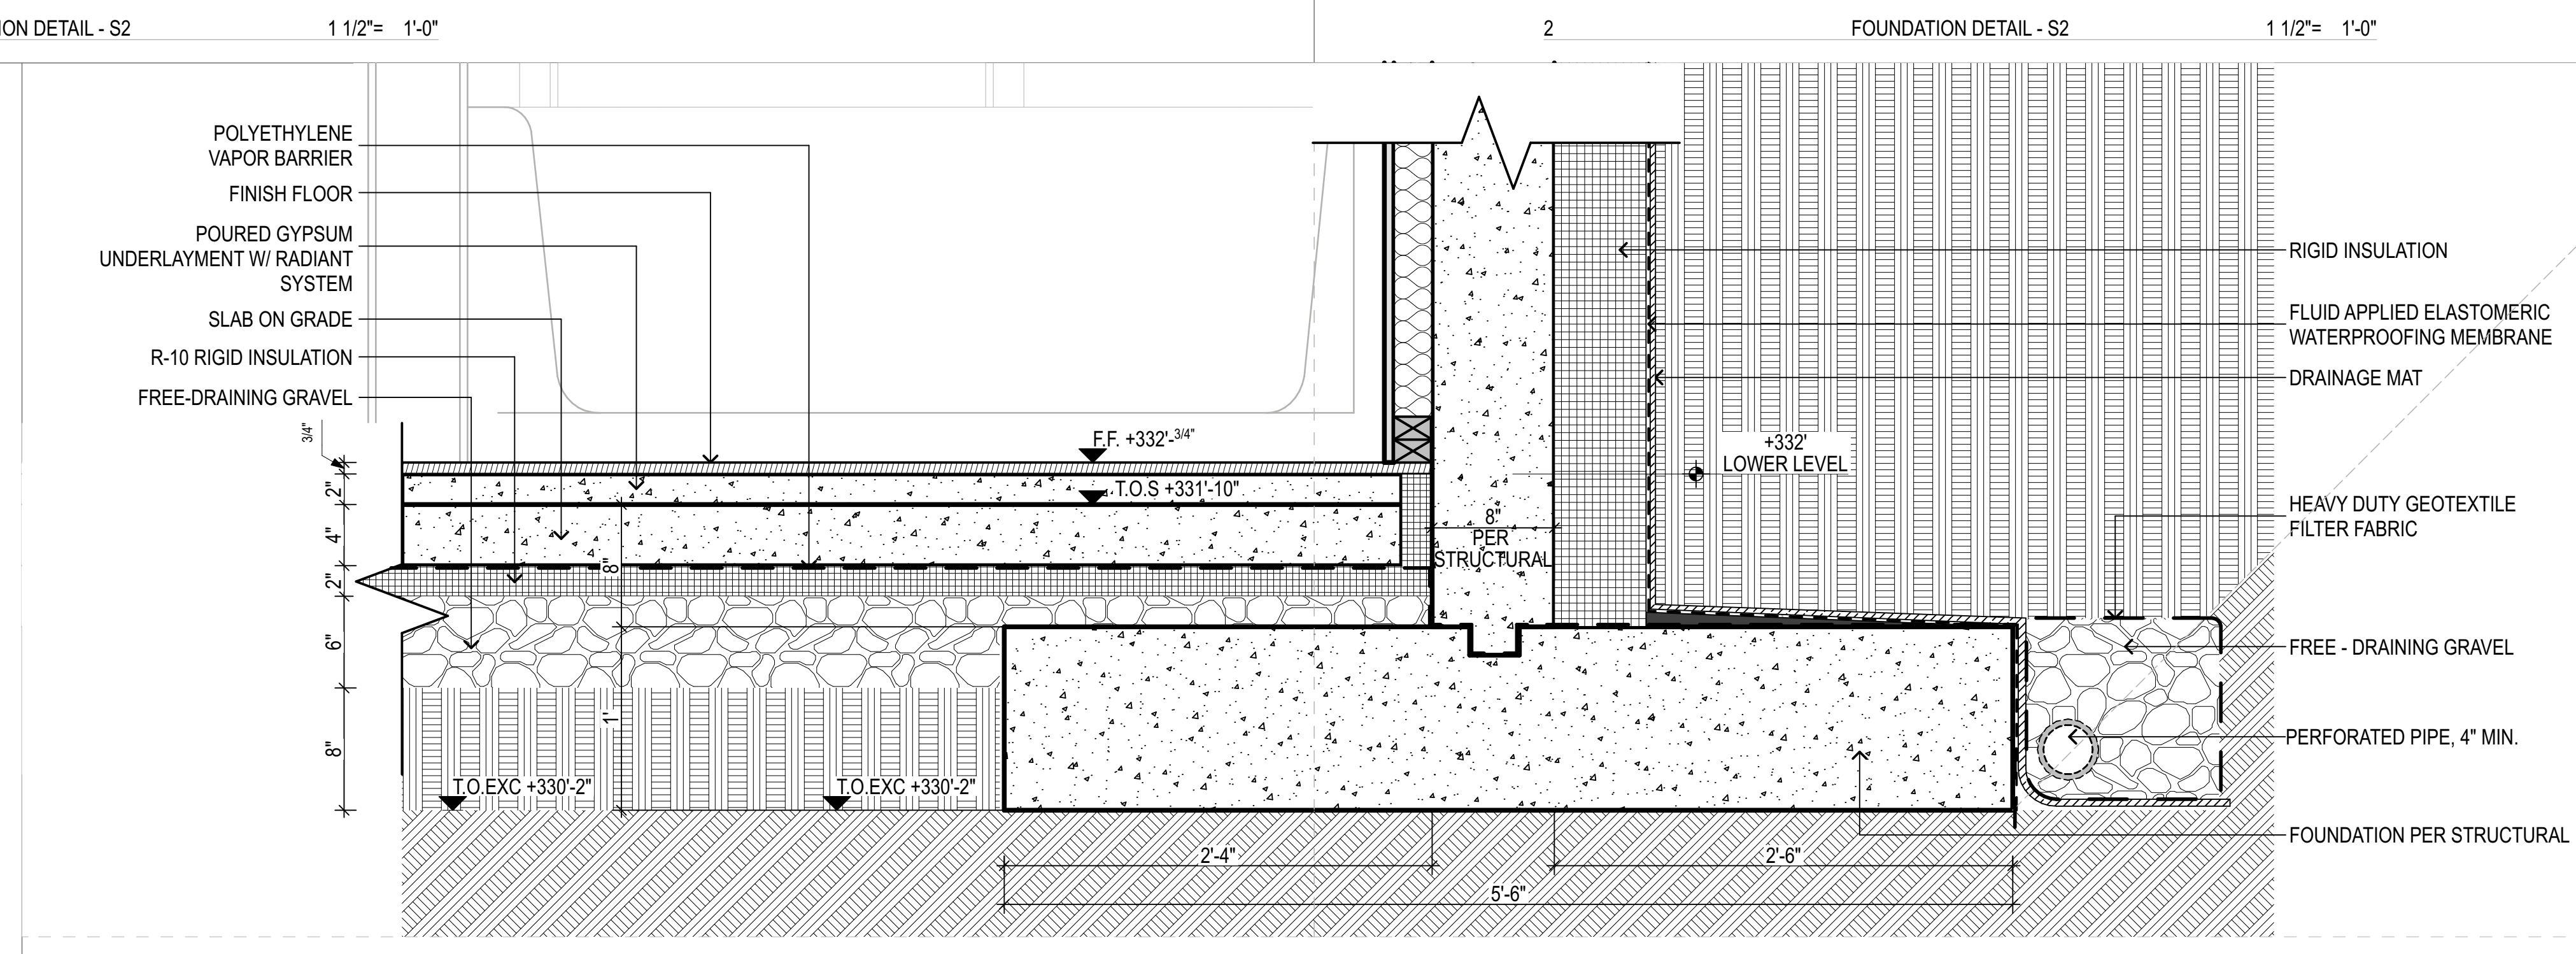 ION DETAIL - S2 1 1/2"= 1'-0"
2 FOUNDATION DETAIL - S2 1 1/2"= 1'-0"
POLYETHYLENE
VAPOR BARRIER
FINISH FLOOR
POURED GYPSUM
UNDERLAYMENT W/ RADIANT
SYSTEM
SLAB ON GRADE
R-10 RIGID INSULATION
FREE-DRAINING GRAVEL
3/4"
2"
4"
2"
6"
8"
8"
1'
F.F. +332'-3/4"
T.O.S +331'-10"
T.O.EXC +330'-2"
T.O.EXC +330'-2"
8"
PER
STRUCTURAL
+332'
LOWER LEVEL
2'-4"
2'-6"
5'-6"
RIGID INSULATION
FLUID APPLIED ELASTOMERIC
WATERPROOFING MEMBRANE
DRAINAGE MAT
HEAVY DUTY GEOTEXTILE
FILTER FABRIC
FREE - DRAINING GRAVEL
PERFORATED PIPE, 4" MIN.
FOUNDATION PER STRUCTURAL